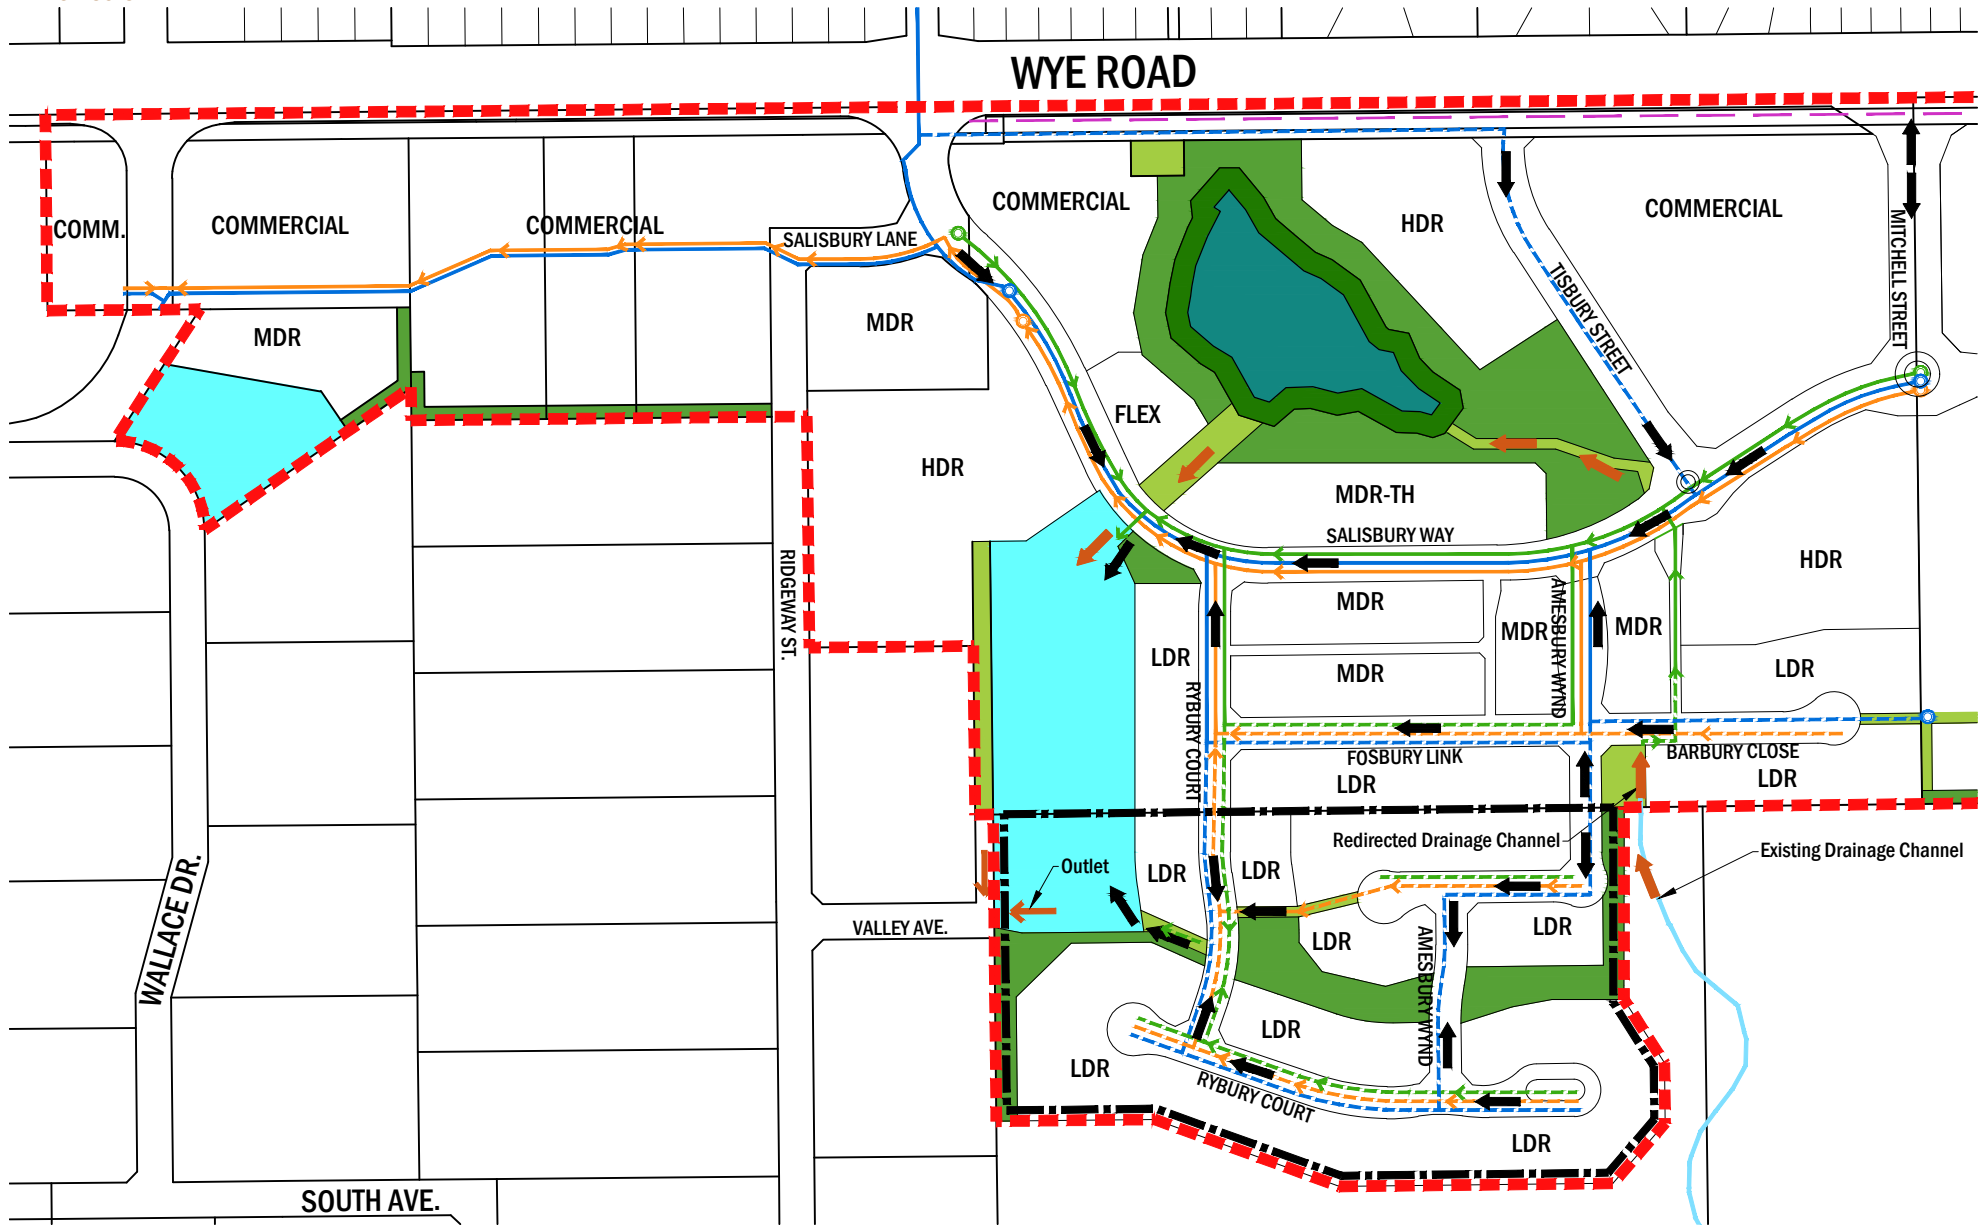 WYE ROAD
COMM.
COMMERCIAL
COMMERCIAL
COMMERCIAL
HDR
COMMERCIAL
MITCHELL STREET
SALISBURY LANE
TISBURY STREET
MDR
MDR
FLEX
HDR
MDR-TH
SALISBURY WAY
HDR
RIDGEWAY ST.
MDR
MDR
AMESBURY WYND
MDR
LDR
MDR
LDR
RYBURY COURT
FOSBURY LINK
BARBURY CLOSE
LDR
LDR
Redirected Drainage Channel
Existing Drainage Channel
Outlet
LDR
LDR
WALLACE DR.
VALLEY AVE.
LDR
AMESBURY WYND
LDR
LDR
LDR
RYBURY COURT
LDR
SOUTH AVE.